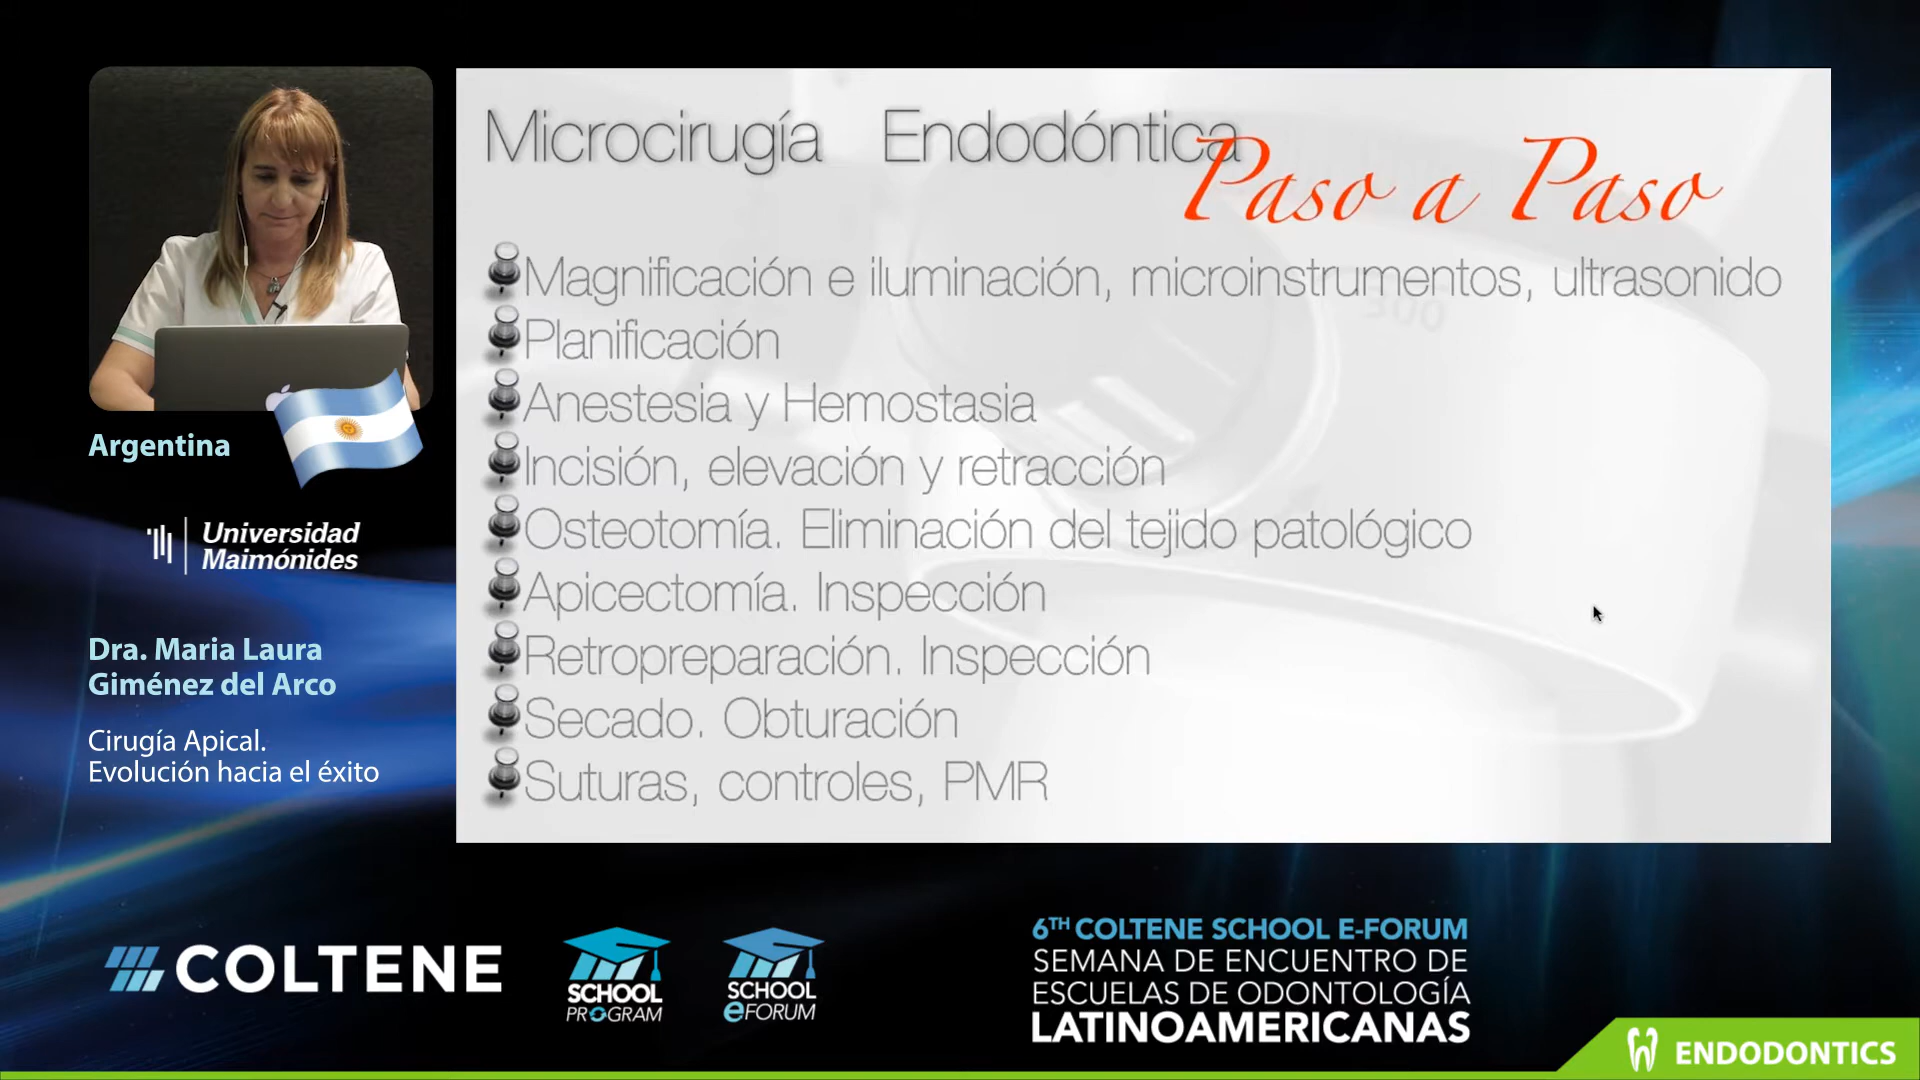 Microcirugía Endodóntica
Paso a Paso
Magnificación e iluminación, microinstrumentos, ultrasonido
Planificación
Anestesia y Hemostasia
Incisión, elevación y retracción
Osteotomía. Eliminación del tejido patológico
Apicectomía. Inspección
Retropreparación. Inspección
Secado. Obturación
Suturas, controles, PMR
300
Argentina
Universidad
Maimónides
Dra. Maria Laura
Giménez del Arco
Cirugía Apical.
Evolución hacia el éxito
COLTENE
SCHOOL
PROGRAM
SCHOOL
eFORUM
6TH COLTENE SCHOOL E-FORUM
SEMANA DE ENCUENTRO DE
ESCUELAS DE ODONTOLOGÍA
LATINOAMERICANAS
ENDODONTICS